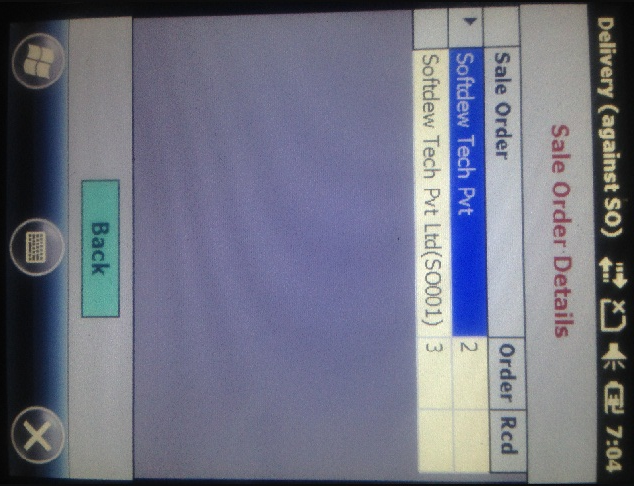 Delivery (against SO) 7:04
Sale Order Details
Sale Order Order Rcd
Softdew Tech Pvt 2
Softdew Tech Pvt Ltd(SO001) 3
Back